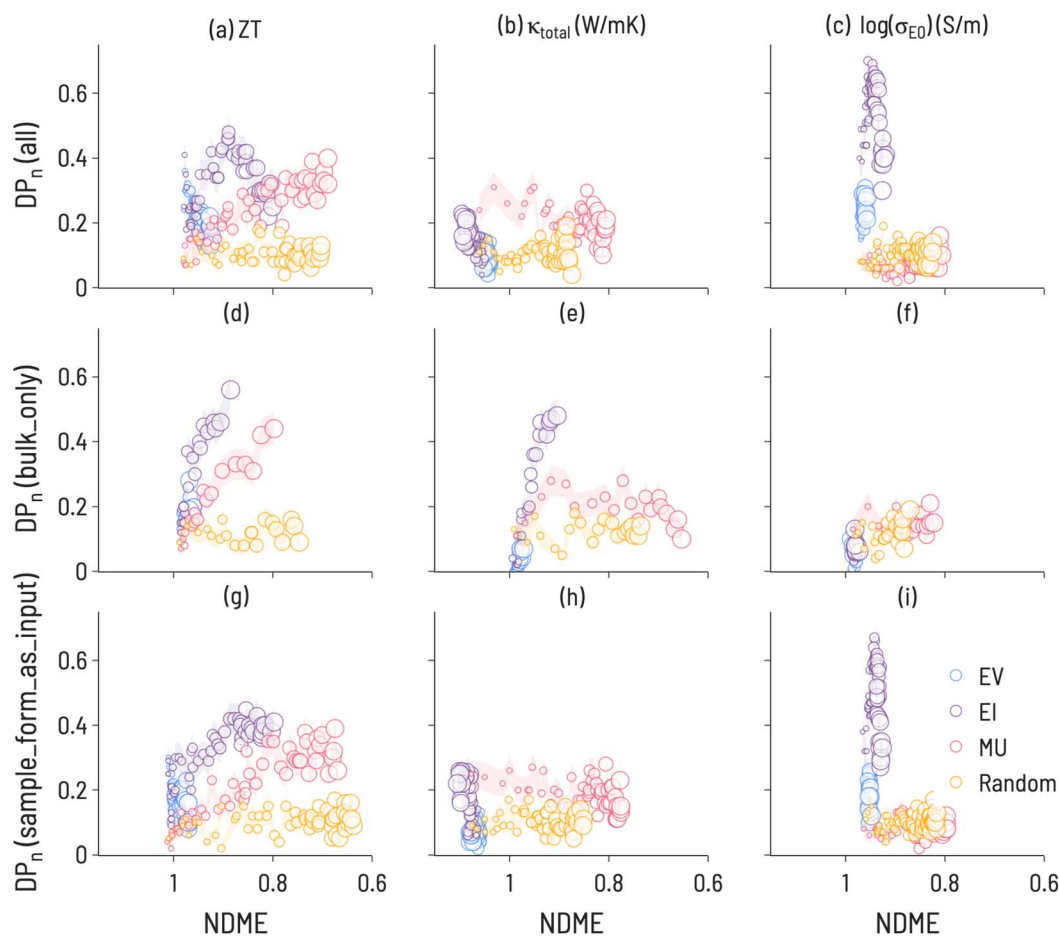 (a) ZT
(b) κtotal (W/mK)
(c) log(σE0) (S/m)
DPn (all)
0.6
0.4
0.2
0
(d)
(e)
(f)
DPn (bulk_only)
0.6
0.4
0.2
0
(g)
(h)
(i)
DPn (sample_form_as_input)
0.6
0.4
0.2
0
EV
EI
MU
Random
1
0.8
0.6
1
0.8
0.6
1
0.8
0.6
NDME
NDME
NDME